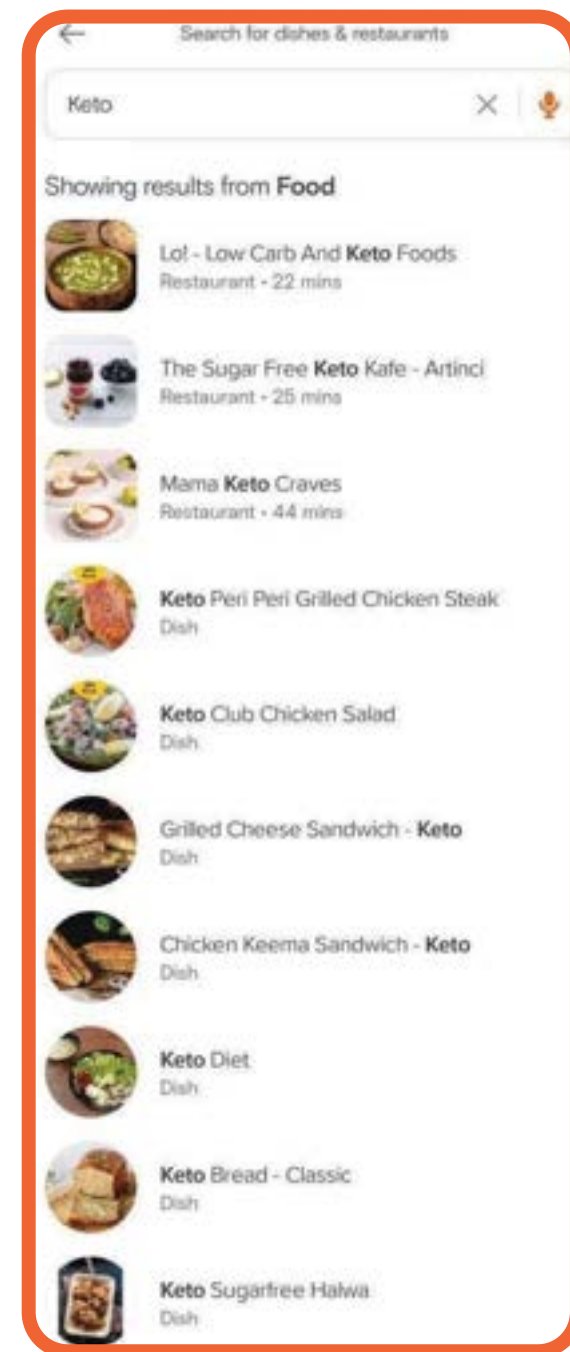 Search for dishes & restaurants
Keto
Showing results from Food
Lo! - Low Carb And Keto Foods
Restaurant • 22 mins
The Sugar Free Keto Kafe - Artinci
Restaurant • 25 mins
Mama Keto Craves
Restaurant • 44 mins
Keto Peri Peri Grilled Chicken Steak
Dish
Keto Club Chicken Salad
Dish
Grilled Cheese Sandwich - Keto
Dish
Chicken Keema Sandwich - Keto
Dish
Keto Diet
Dish
Keto Bread - Classic
Dish
Keto Sugarfree Halwa
Dish